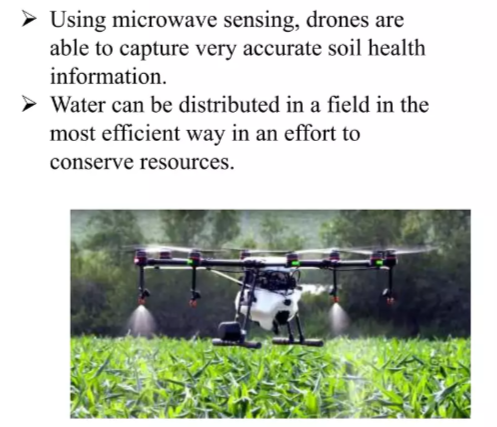 ➢ Using microwave sensing, drones are
able to capture very accurate soil health
information.
➢ Water can be distributed in a field in the
most efficient way in an effort to
conserve resources.